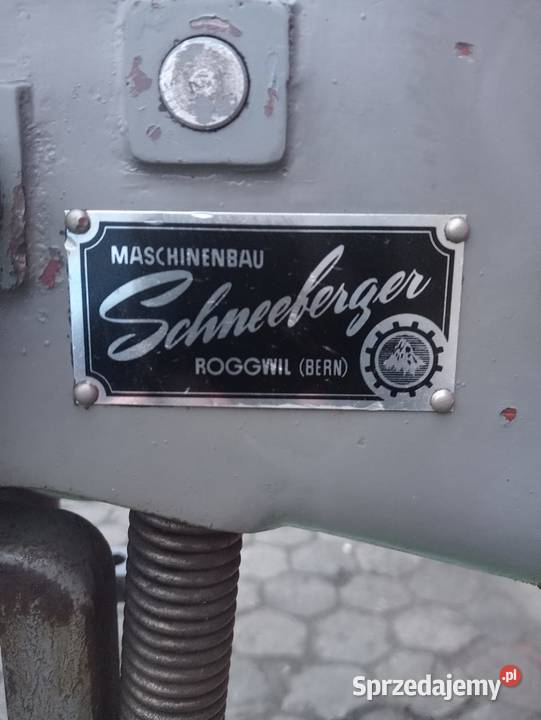 MASCHINENBAU
Schneeberger
ROGGWIL (BERN)
Sprzedajemy.pl